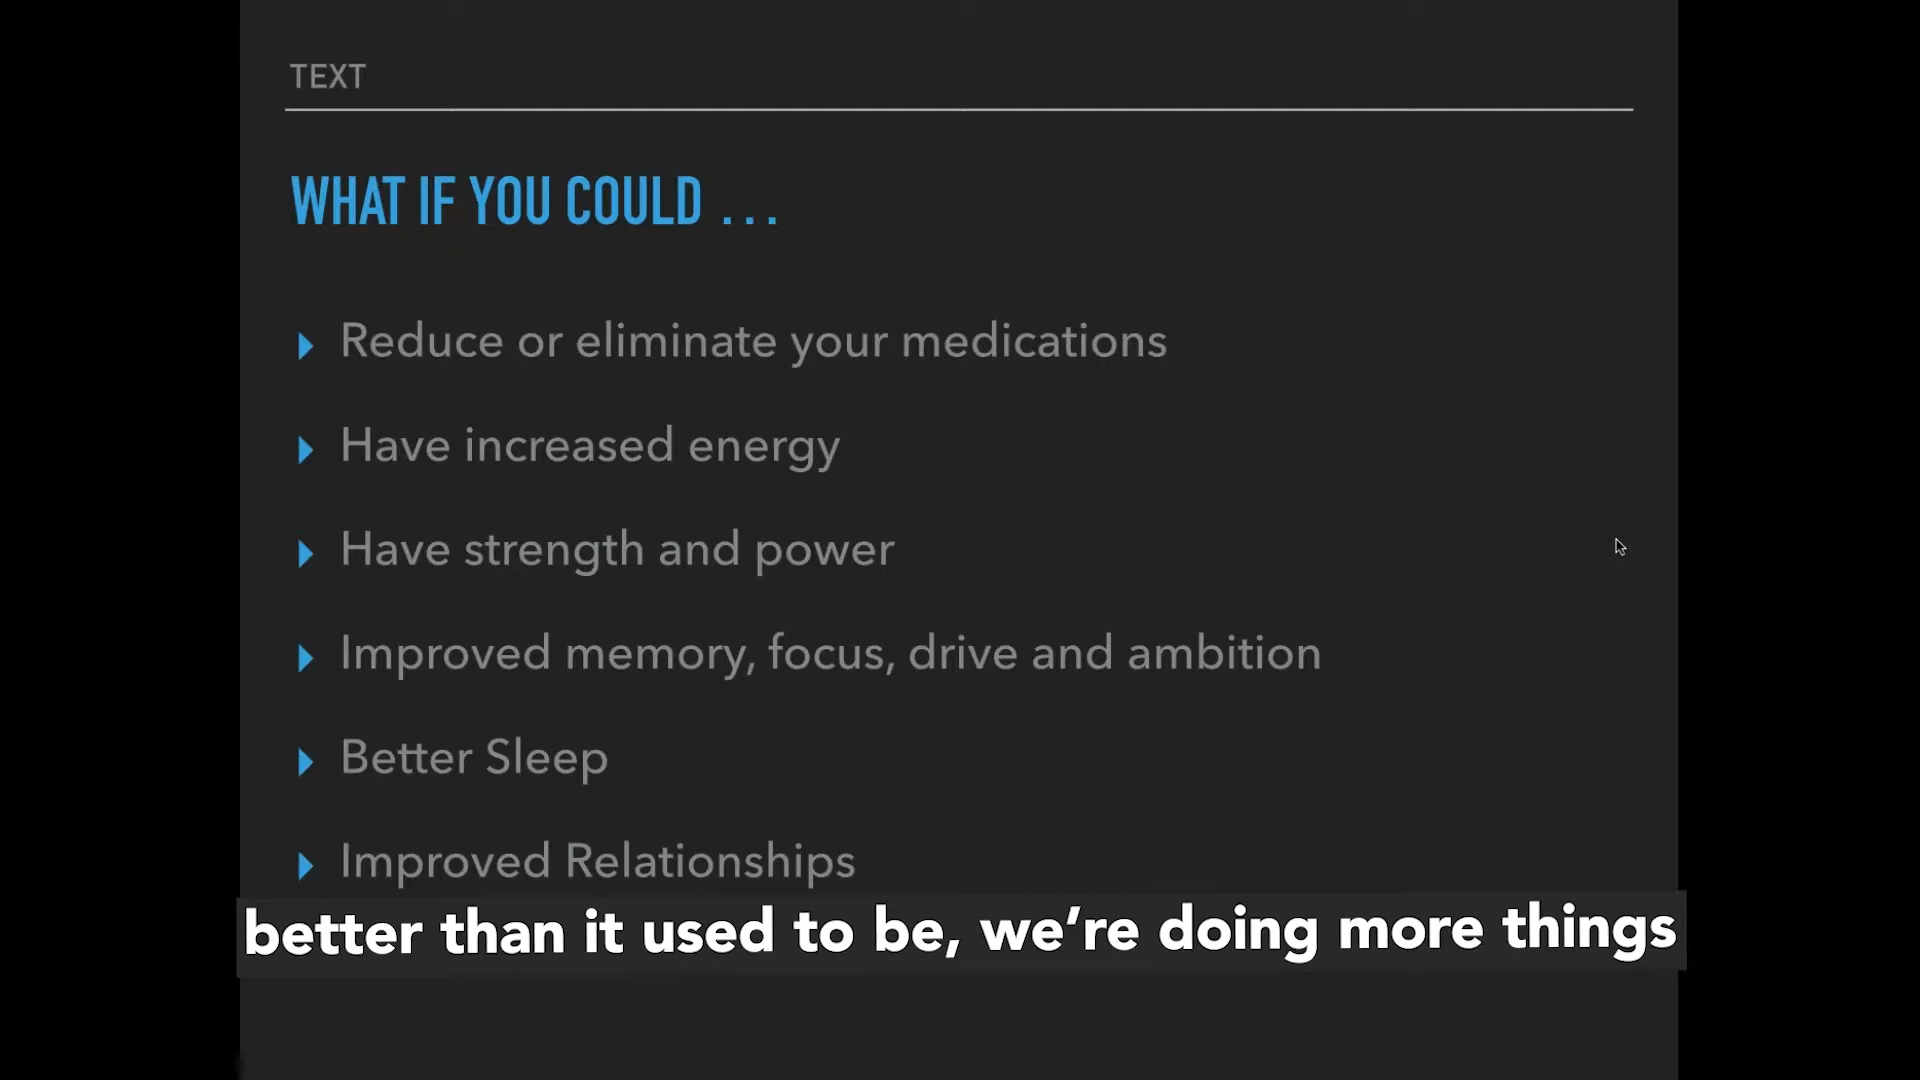 TEXT
WHAT IF YOU COULD ...
Reduce or eliminate your medications
Have increased energy
Have strength and power
Improved memory, focus, drive and ambition
Better Sleep
Improved Relationships
better than it used to be, we’re doing more things